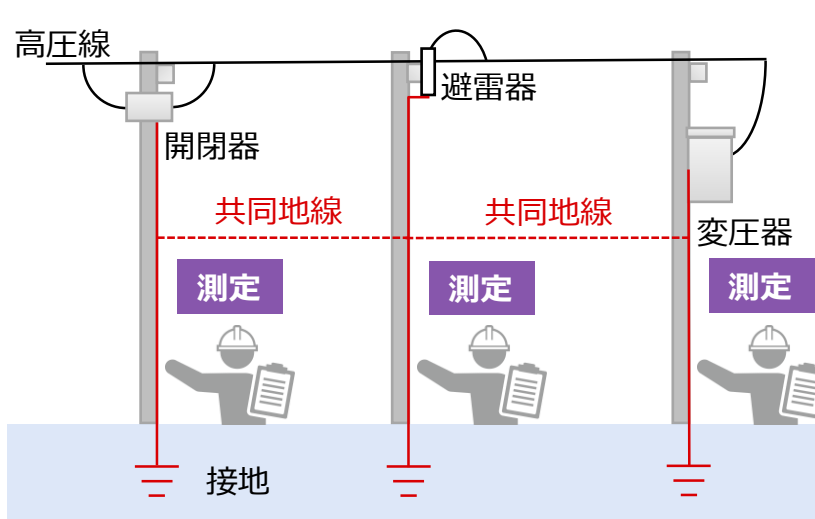 高圧線
避雷器
開閉器
共同地線
共同地線
変圧器
測定
測定
測定
接地